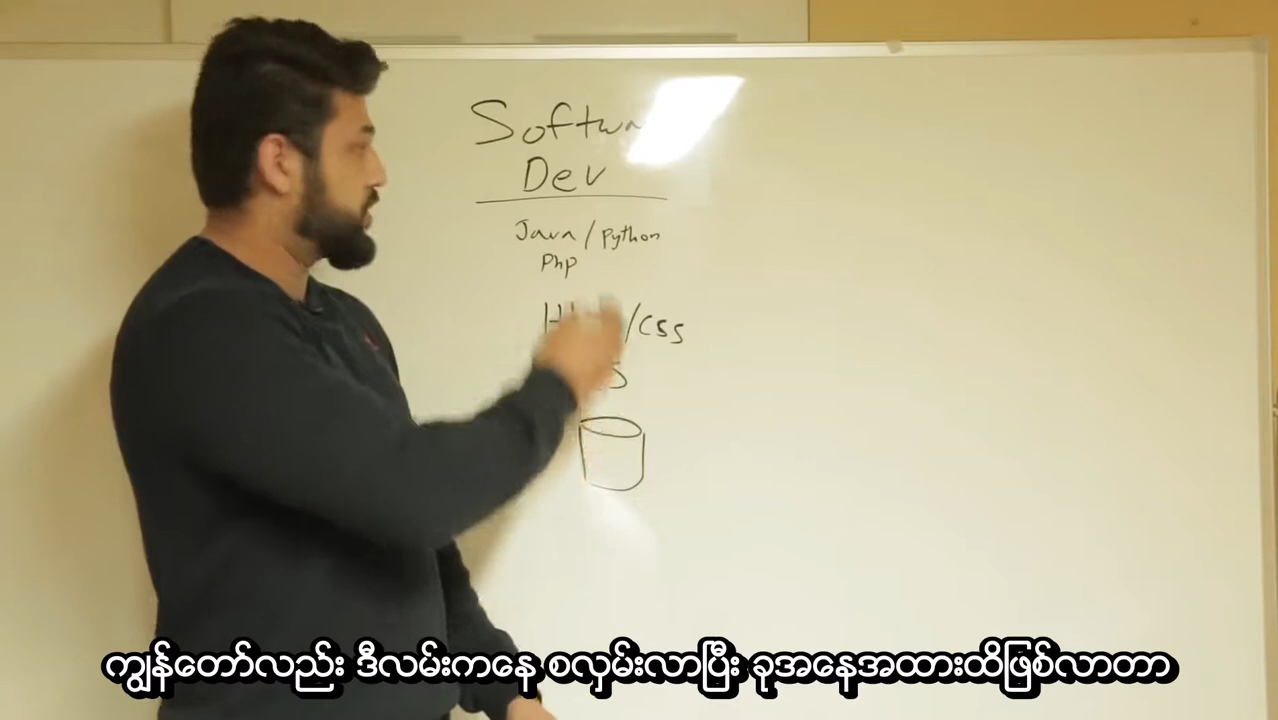 Softwa
Dev
Java / Python
Php
/CSS
ကျွန်တော်လည်း ဒီလမ်းကနေ စလှမ်းလာပြီး ခုအနေအထားထိဖြစ်လာတာ